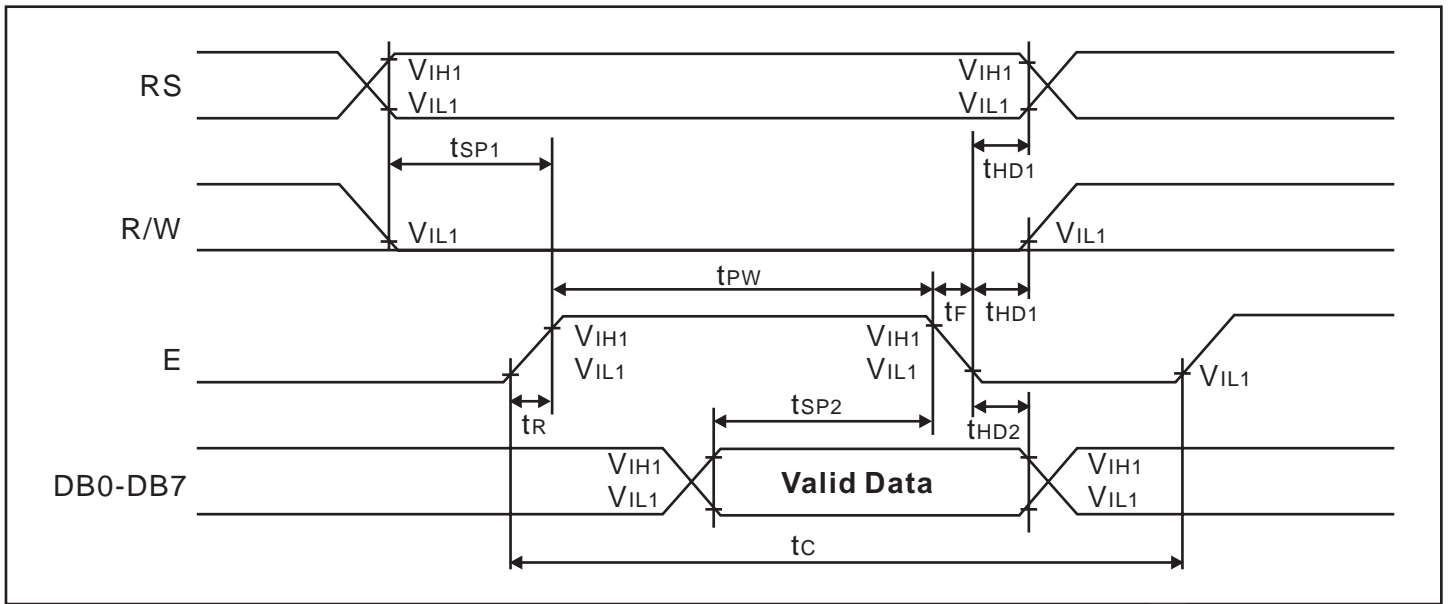 RS
VIH1
VIH1
VIL1
VIL1
tSP1
tHD1
R/W
VIL1
VIL1
tPW
tF
tHD1
E
VIH1
VIH1
VIL1
VIL1
VIL1
tR
tSP2
tHD2
DB0-DB7
VIH1
VIL1
Valid Data
VIH1
VIL1
tC